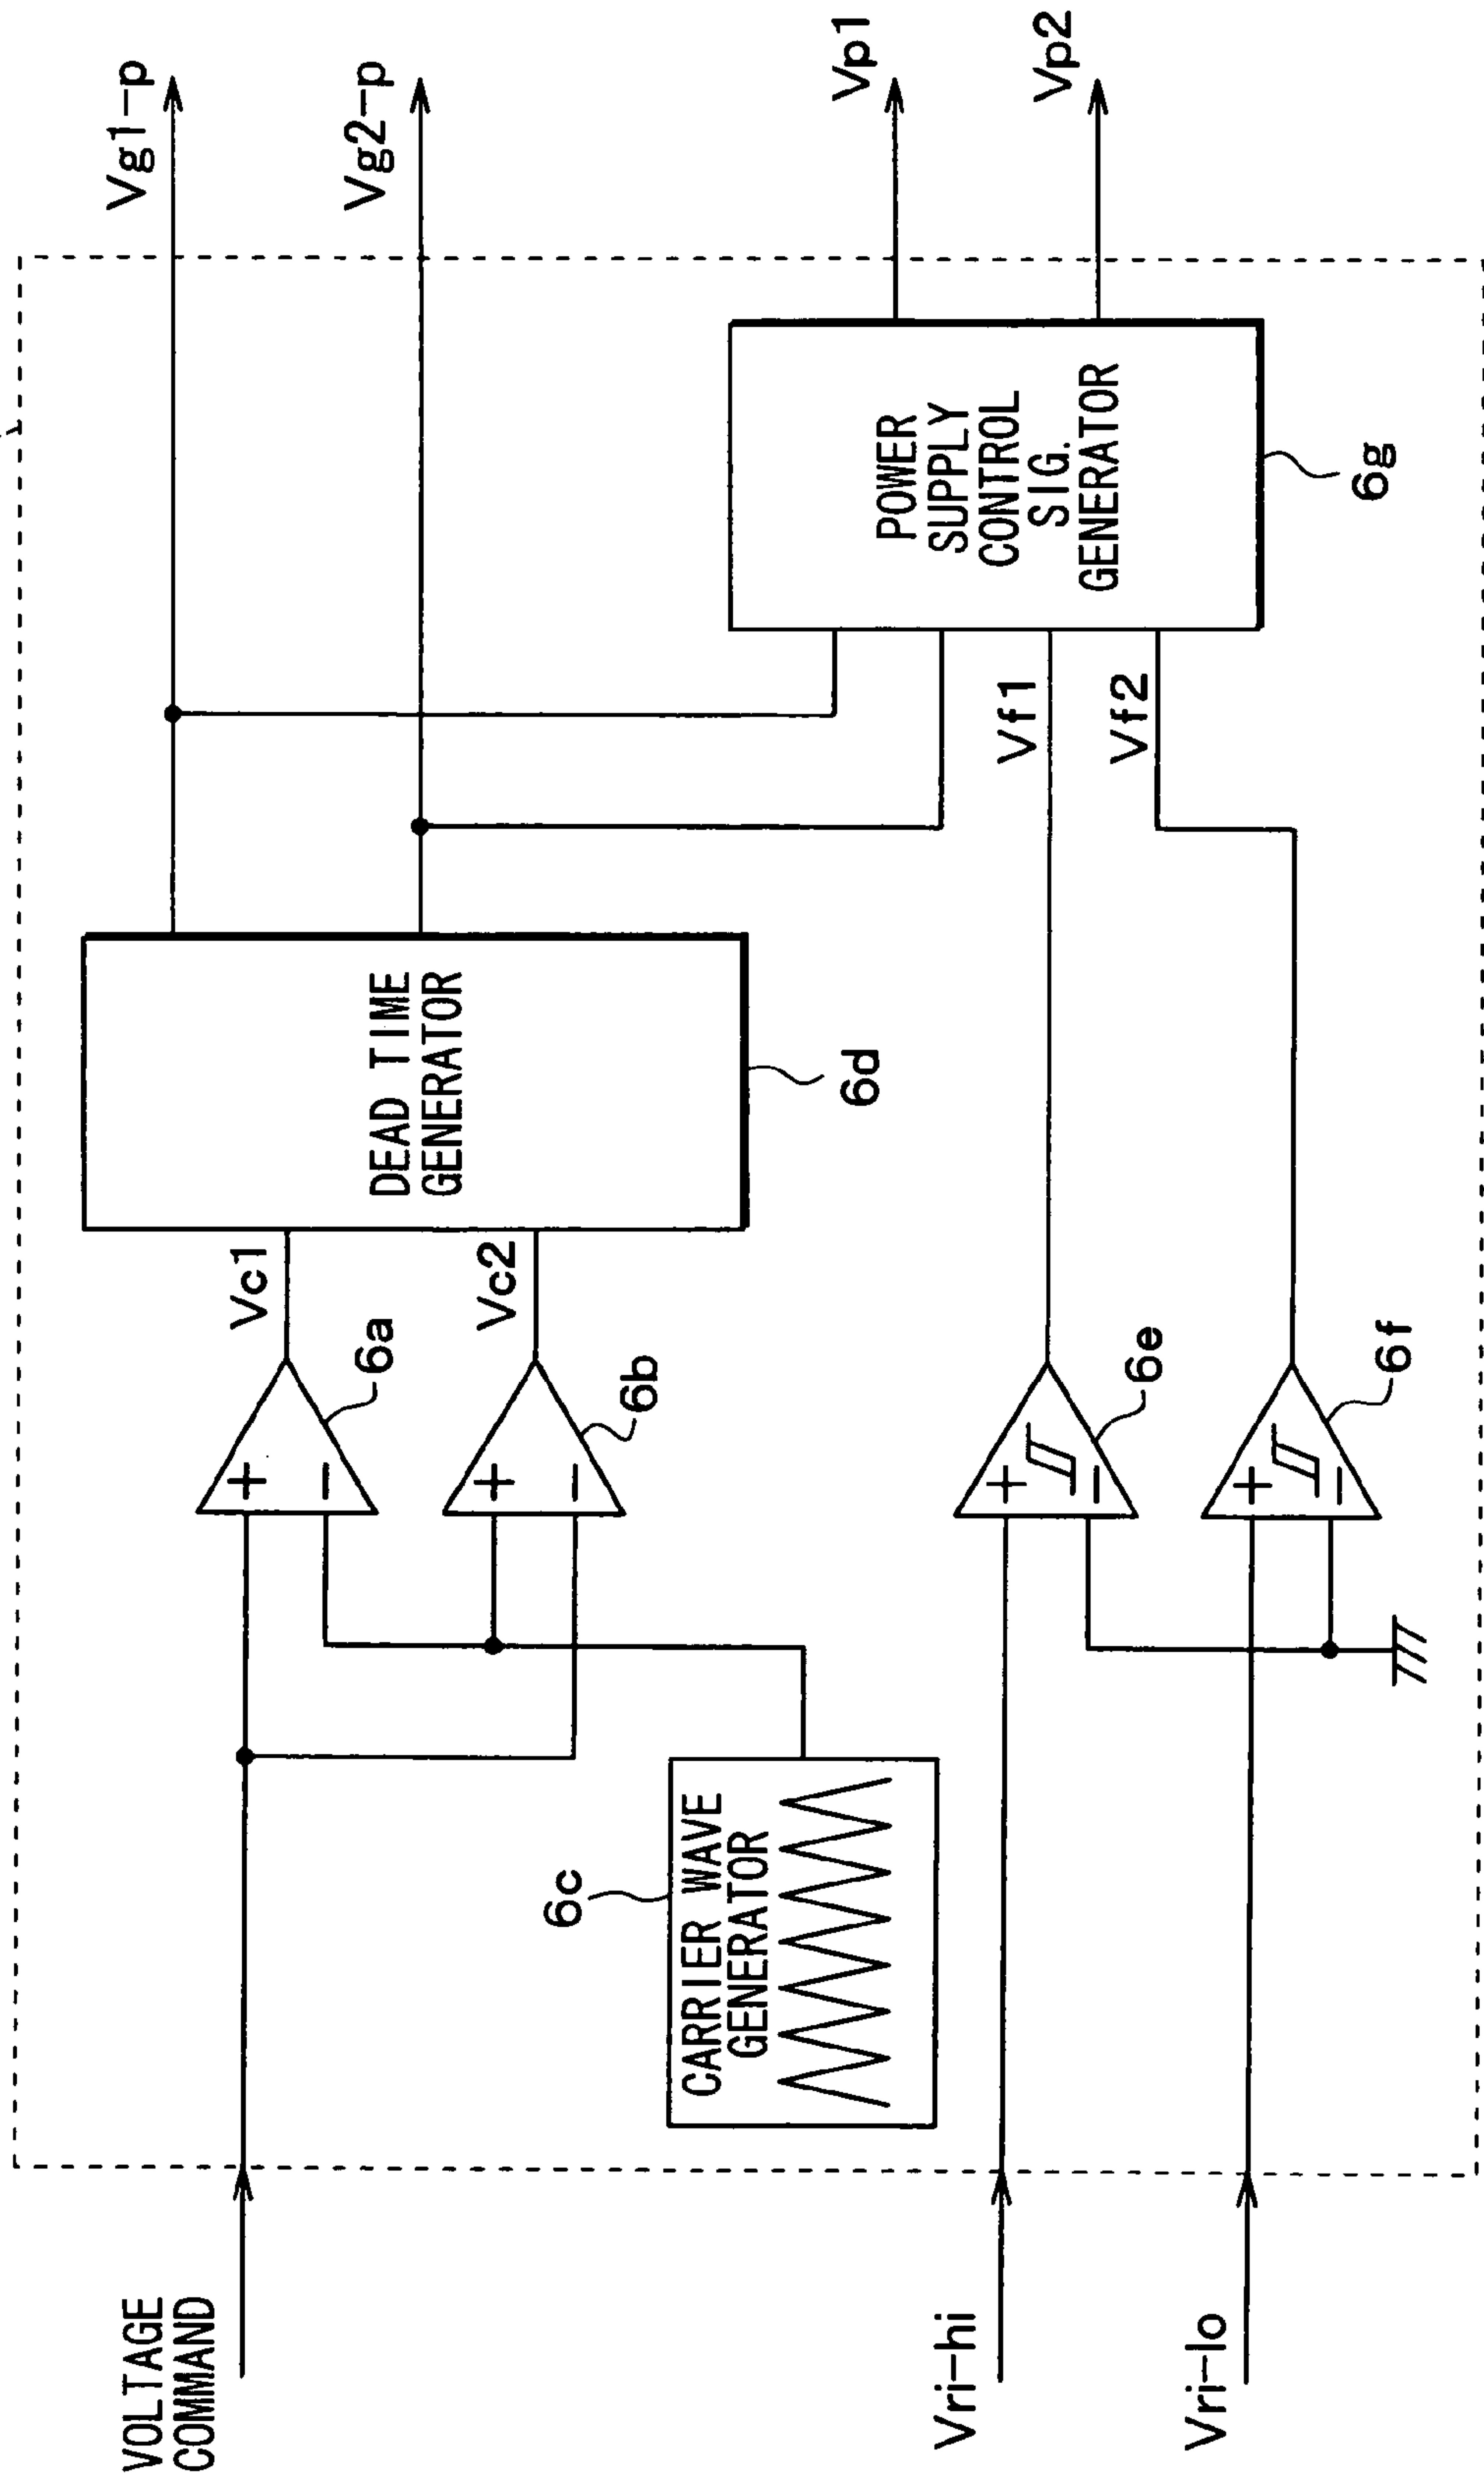 VOLTAGE
COMMAND
Vri-hi
Vri-lo
6c
CARRIER WAVE
GENERATOR
+
−
6a
+
−
6b
+
−
6e
+
−
6f
Vc1
Vc2
DEAD TIME
GENERATOR
6d
Vf1
Vf2
POWER
SUPPLY
CONTROL
SIG.
GENERATOR
6g
Vg1-p
Vg2-p
Vp1
Vp2